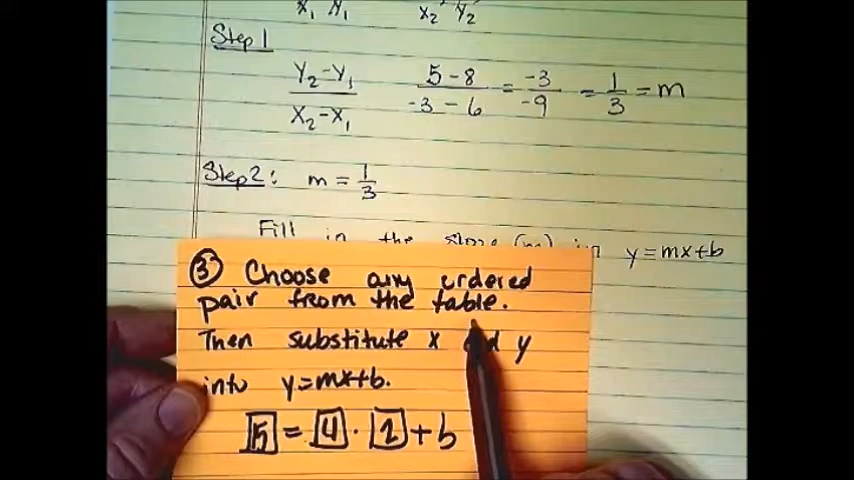 x₁ y₁ x₂ y₂
Step 1
Y₂-Y₁ / X₂-X₁ 5-8 / -3-6 = -3 / -9 = 1/3 = m
Step 2: m = 1/3
Fill in the slope (m) in y=mx+b
③ Choose any ordered
pair from the table.
Then substitute x and y
into y=mx+b.
5 = 4 · 2 + b